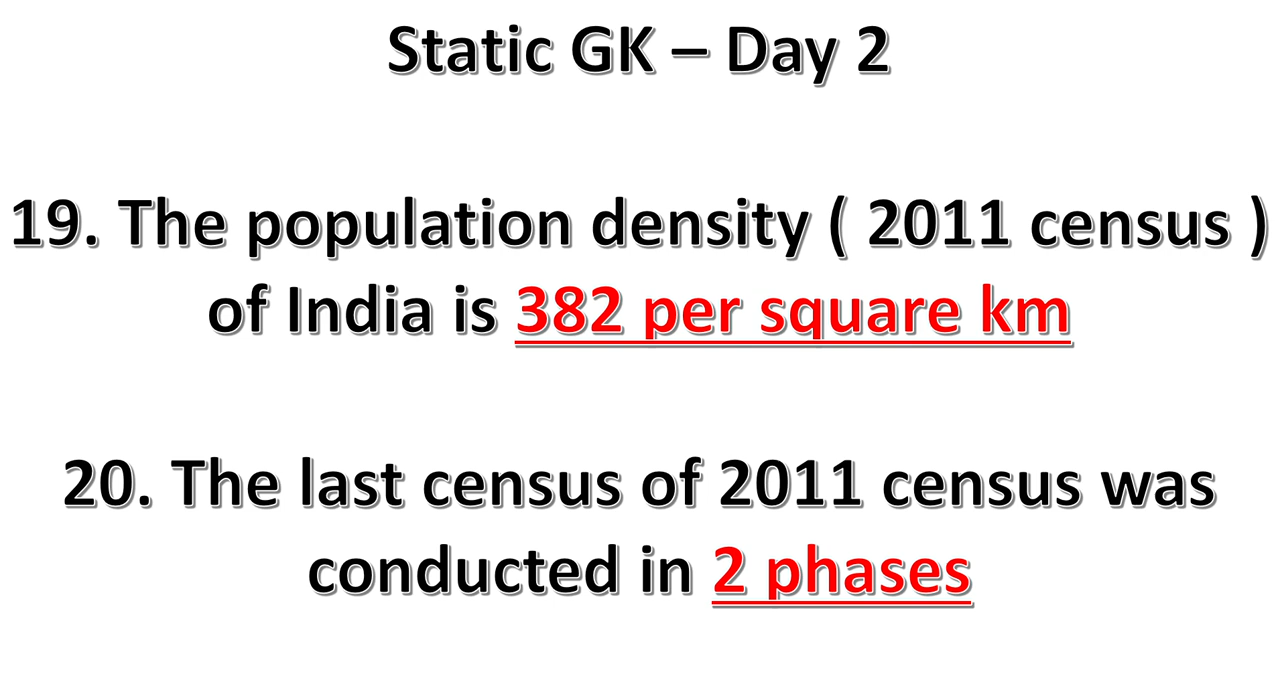 Static GK – Day 2
19. The population density ( 2011 census )
of India is 382 per square km
20. The last census of 2011 census was
conducted in 2 phases